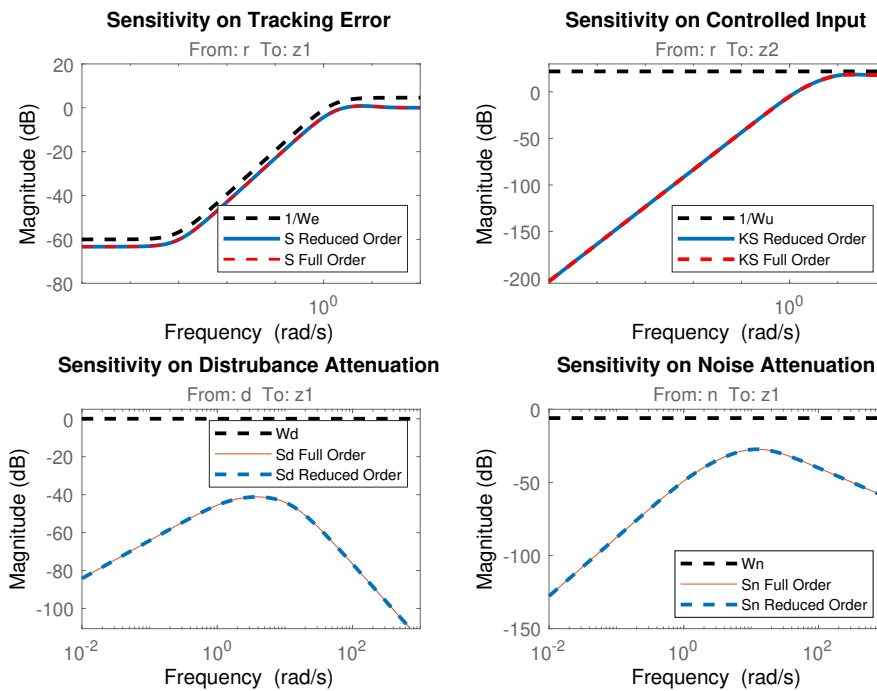 Sensitivity on Tracking Error
From: r To: z1
20
0
-20
-40
-60
-80
Magnitude (dB)
1/We
S Reduced Order
S Full Order
10^0
Frequency (rad/s)
Sensitivity on Controlled Input
From: r To: z2
0
-50
-100
-150
-200
Magnitude (dB)
1/Wu
KS Reduced Order
KS Full Order
10^0
Frequency (rad/s)
Sensitivity on Distrubance Attenuation
From: d To: z1
0
-20
-40
-60
-80
-100
Magnitude (dB)
Wd
Sd Full Order
Sd Reduced Order
10^-2
10^0
10^2
Frequency (rad/s)
Sensitivity on Noise Attenuation
From: n To: z1
0
-50
-100
-150
Magnitude (dB)
Wn
Sn Full Order
Sn Reduced Order
10^-2
10^0
10^2
Frequency (rad/s)